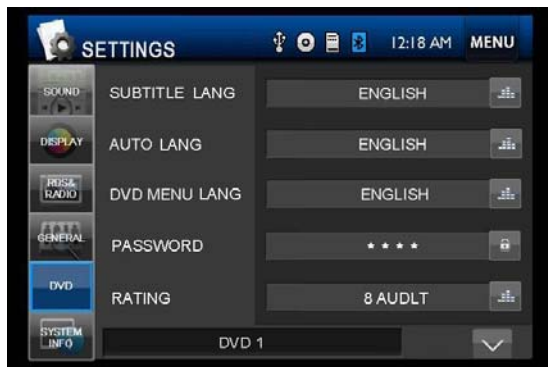 SETTINGS 12:18 AM MENU
SOUND
SUBTITLE LANG ENGLISH
DISPLAY
AUTO LANG ENGLISH
RDS&
RADIO
DVD MENU LANG ENGLISH
GENERAL
PASSWORD ****
DVD
RATING 8 AUDLT
SYSTEM
INFO
DVD 1